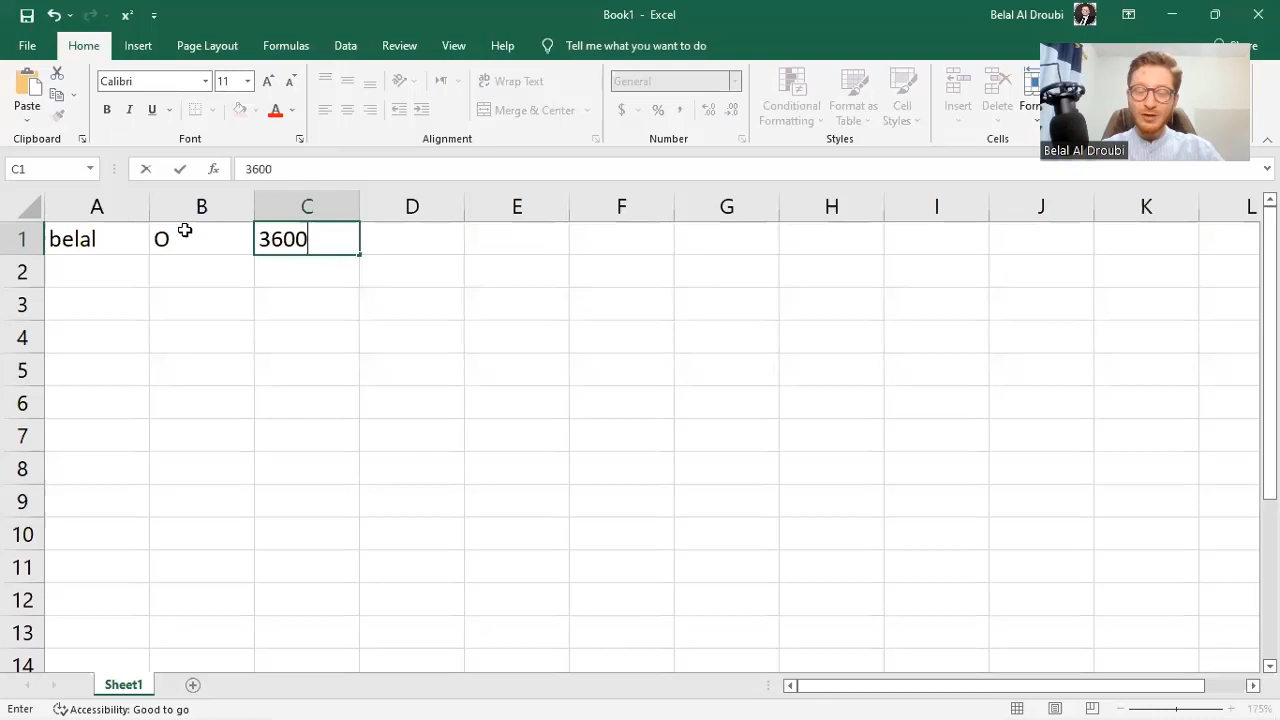 Book1 - Excel
Belal Al Droubi
File Home Insert Page Layout Formulas Data Review View Help Tell me what you want to do
Paste
Calibri 11
B I U A
Wrap Text
Merge & Center
General
$ % ,
Conditional Formatting
Format as Table
Cell Styles
Insert
Delete
Clipboard Font Alignment Number Styles Cells
Belal Al Droubi
C1 fx 3600
A B C D E F G H I J K L
1 belal O 3600
2
3
4
5
6
7
8
9
10
11
12
13
14
Sheet1
Enter Accessibility: Good to go 175%